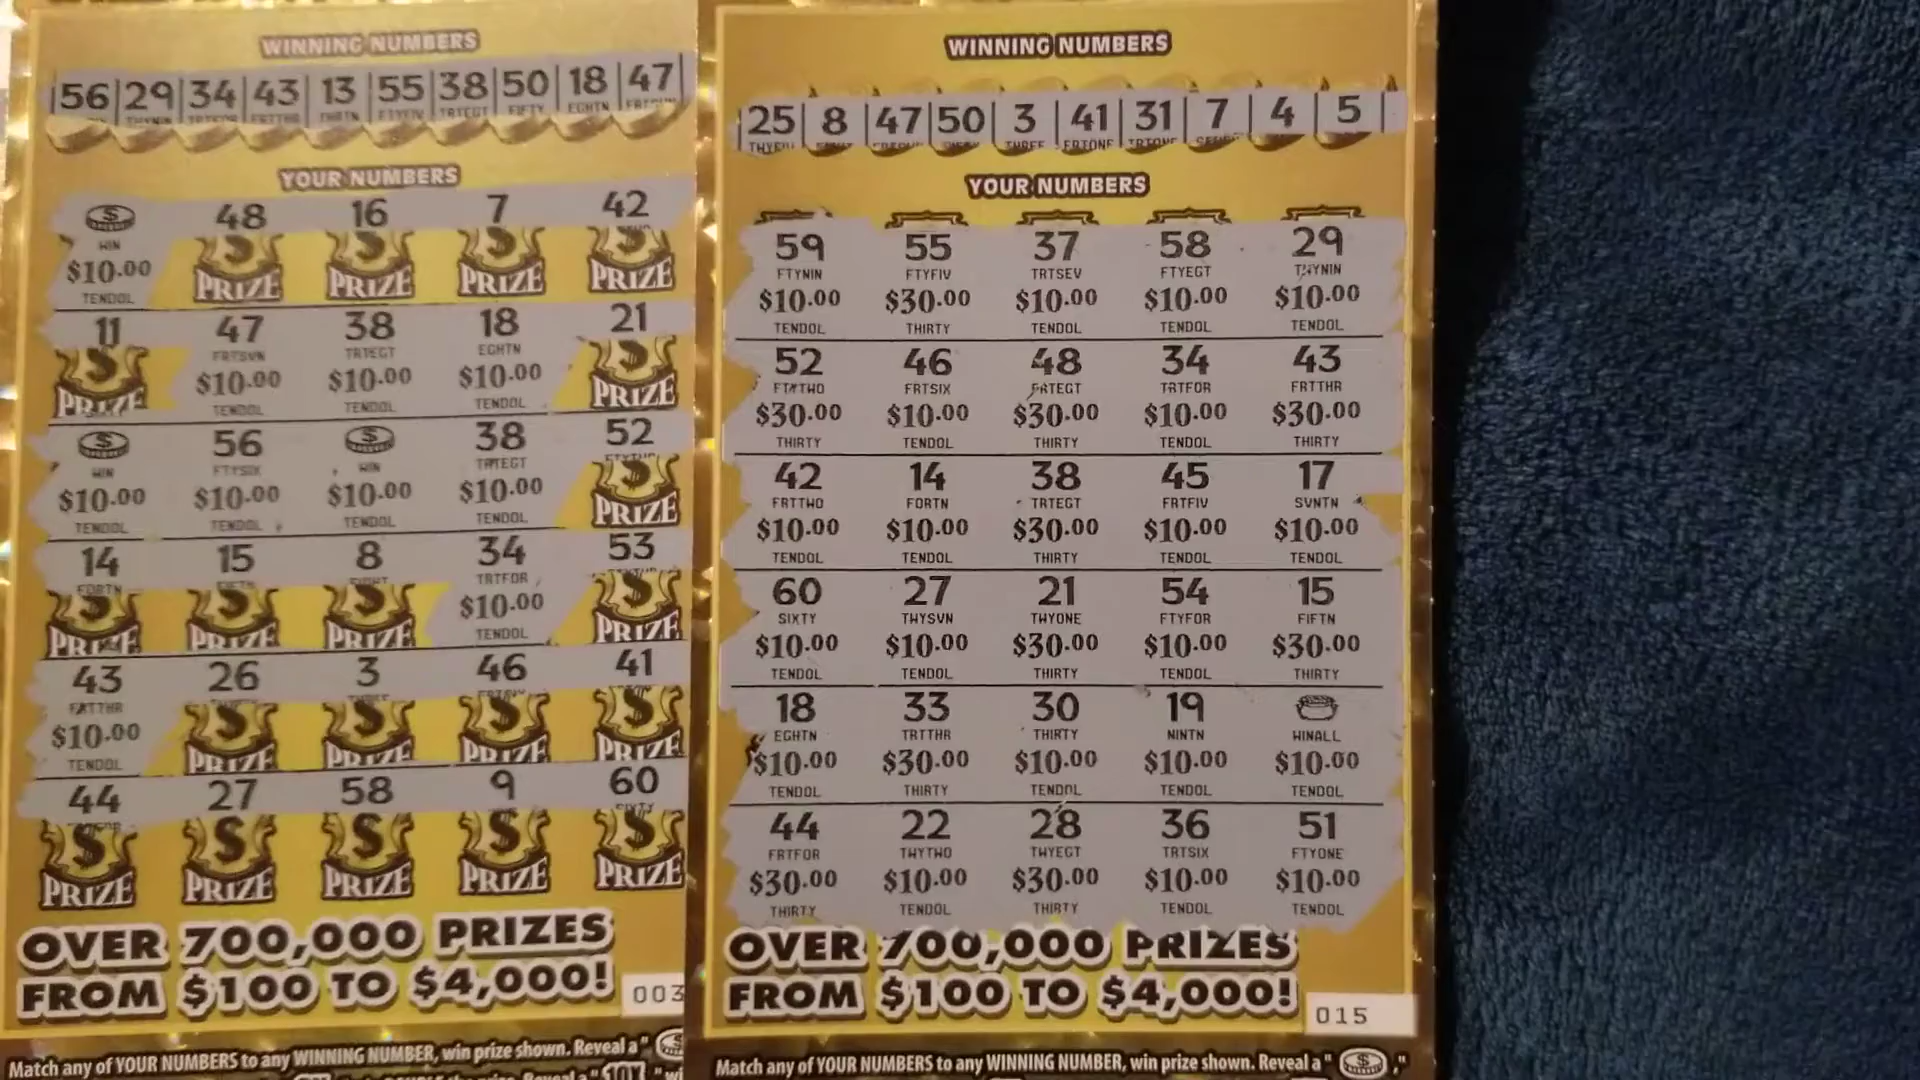 WINNING NUMBERS
56 29 34 43 13 55 38 50 18 47
YOUR NUMBERS
48 16 7 42
WIN
$10.00 PRIZE PRIZE PRIZE PRIZE
TENDOL
11 47 38 18 21
FRTSVN TRTEGT EGHTN
PRIZE $10.00 $10.00 $10.00 PRIZE
TENDOL TENDOL TENDOL
56 38 52
WIN FTYSIX WIN TRTEGT
$10.00 $10.00 $10.00 $10.00 PRIZE
TENDOL TENDOL TENDOL TENDOL
14 15 8 34 53
TRTFOR
PRIZE PRIZE PRIZE $10.00 PRIZE
TENDOL
43 26 3 46 41
FRTTHR
$10.00 PRIZE PRIZE PRIZE PRIZE
TENDOL
44 27 58 9 60
PRIZE PRIZE PRIZE PRIZE PRIZE
OVER 700,000 PRIZES
FROM $100 TO $4,000!
003
Match any of YOUR NUMBERS to any WINNING NUMBER, win prize shown. Reveal a "
WINNING NUMBERS
25 8 47 50 3 41 31 7 4 5
YOUR NUMBERS
59 55 37 58 29
FTYNIN FTYFIV TRTSEV FTYEGT TWYNIN
$10.00 $30.00 $10.00 $10.00 $10.00
TENDOL THIRTY TENDOL TENDOL TENDOL
52 46 48 34 43
FTYTWO FRTSIX FRTEGT TRTFOR FRTTHR
$30.00 $10.00 $30.00 $10.00 $30.00
THIRTY TENDOL THIRTY TENDOL THIRTY
42 14 38 45 17
FRTTWO FORTN TRTEGT FRTFIV SVNTN
$10.00 $10.00 $30.00 $10.00 $10.00
TENDOL TENDOL THIRTY TENDOL TENDOL
60 27 21 54 15
SIXTY TWYSVN TWYONE FTYFOR FIFTN
$10.00 $10.00 $30.00 $10.00 $30.00
TENDOL TENDOL THIRTY TENDOL THIRTY
18 33 30 19
EGHTN TRTTHR THIRTY NINTN WINALL
$10.00 $30.00 $10.00 $10.00 $10.00
TENDOL THIRTY TENDOL TENDOL TENDOL
44 22 28 36 51
FRTFOR TWYTWO TWYEGT TRTSIX FTYONE
$30.00 $10.00 $30.00 $10.00 $10.00
THIRTY TENDOL THIRTY TENDOL TENDOL
OVER 700,000 PRIZES
FROM $100 TO $4,000!
015
Match any of YOUR NUMBERS to any WINNING NUMBER, win prize shown. Reveal a " ,"